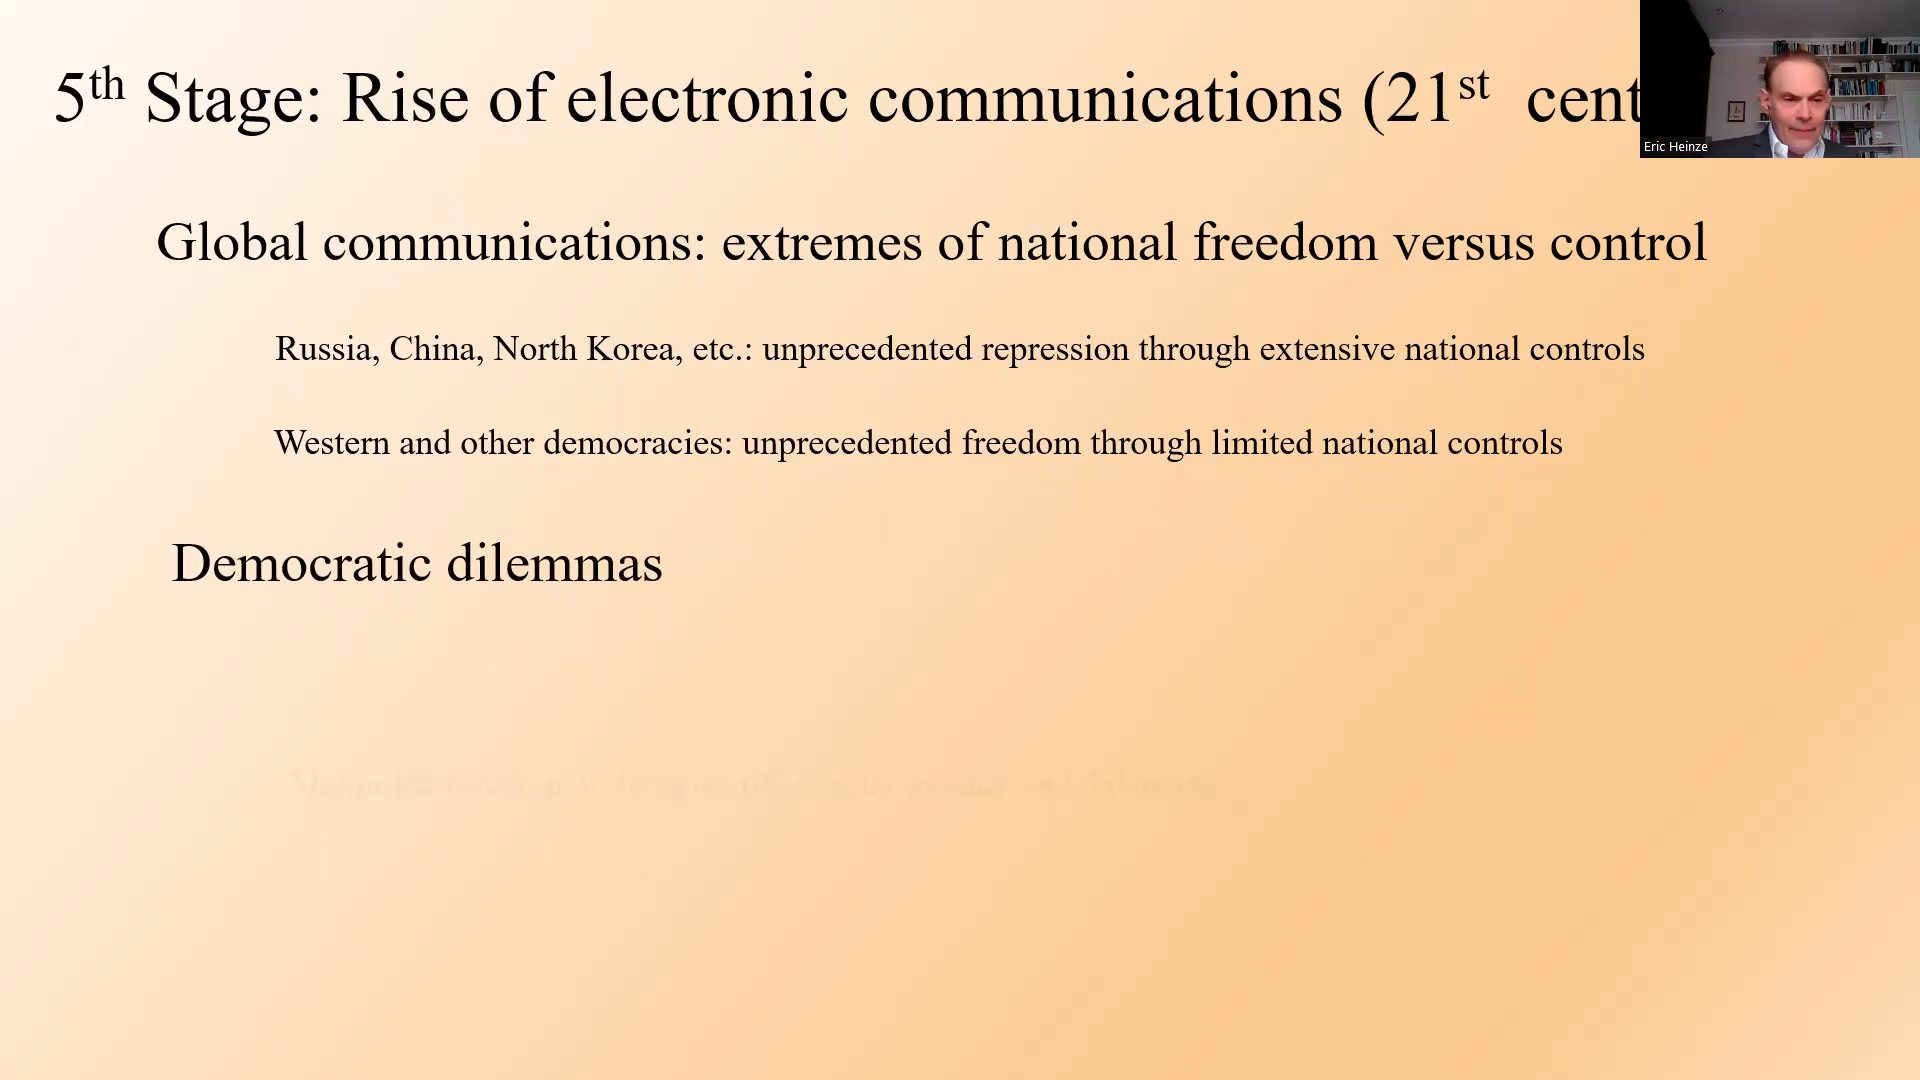 5th Stage: Rise of electronic communications (21st cent
Eric Heinze
Global communications: extremes of national freedom versus control
Russia, China, North Korea, etc.: unprecedented repression through extensive national controls
Western and other democracies: unprecedented freedom through limited national controls
Democratic dilemmas